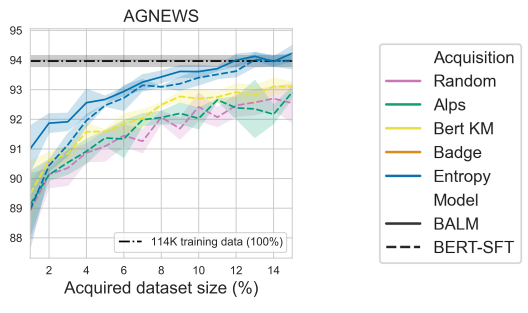 AGNEWS
95
94
93
92
91
90
89
88
2 4 6 8 10 12 14
Acquired dataset size (%)
114K training data (100%)
Acquisition
Random
Alps
Bert KM
Badge
Entropy
Model
BALM
BERT-SFT